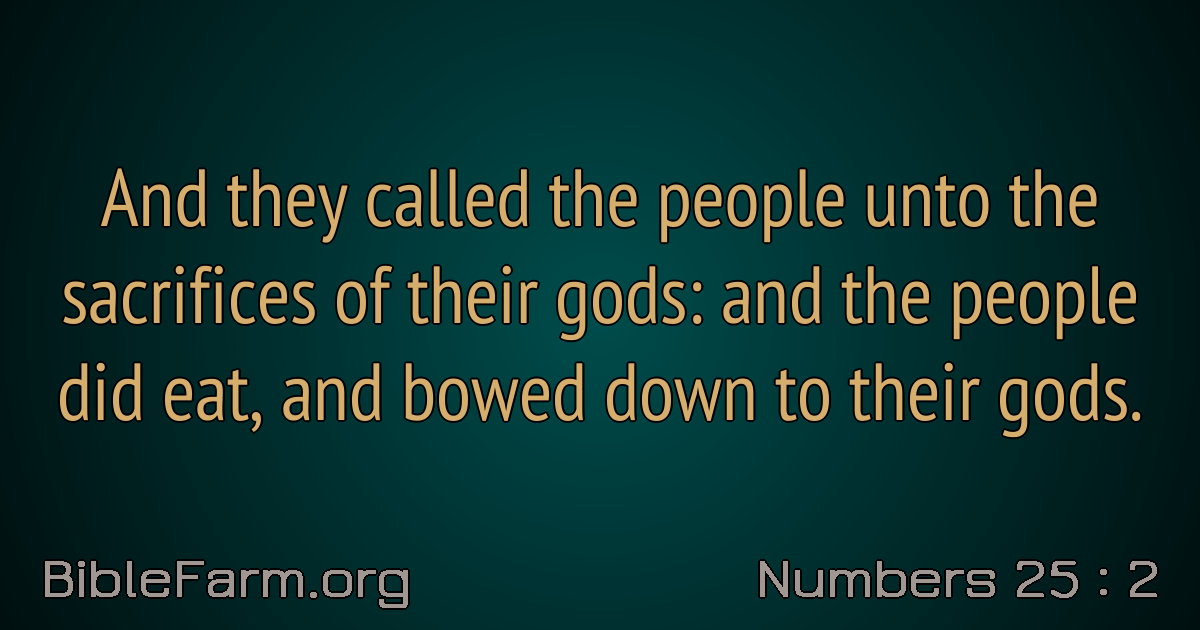 And they called the people unto the
sacrifices of their gods: and the people
did eat, and bowed down to their gods.
BibleFarm.org
Numbers 25 : 2